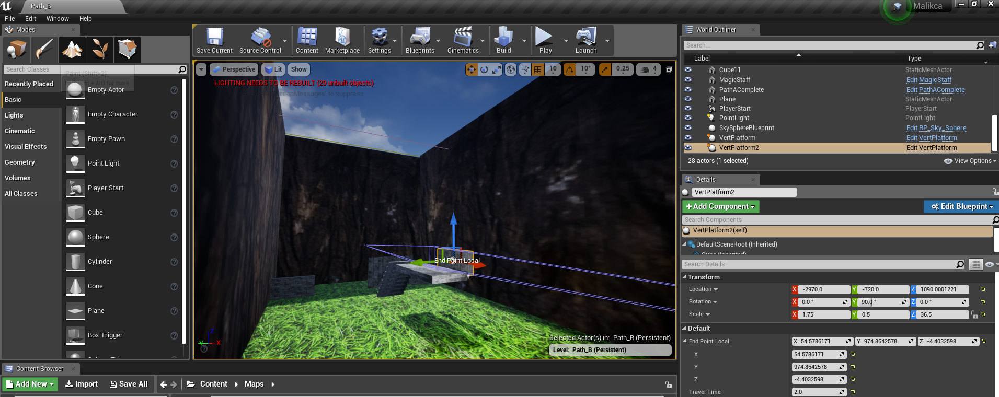 Path_B
Malikca
File Edit Window Help
Modes
Save Current
Source Control
Content
Marketplace
Settings
Blueprints
Cinematics
Build
Play
Launch
World Outliner
Search...
Label
Type
Search Classes
Paint (Shift+2)
Recently Placed
Basic
Lights
Cinematic
Visual Effects
Geometry
Volumes
All Classes
Empty Actor
Empty Character
Empty Pawn
Point Light
Player Start
Cube
Sphere
Cylinder
Cone
Plane
Box Trigger
Perspective
Lit
Show
10
10°
0.25
4
LIGHTING NEEDS TO BE REBUILT (29 unbuilt objects)
to suppress
End Point Local
Z
Y
X
Selected Actor(s) in: Path_B (Persistent)
Level: Path_B (Persistent)
Cube11 StaticMeshActor
MagicStaff Edit MagicStaff
PathAComplete Edit PathAComplete
Plane StaticMeshActor
PlayerStart PlayerStart
PointLight PointLight
SkySphereBlueprint Edit BP_Sky_Sphere
VertPlatform Edit VertPlatform
VertPlatform2 Edit VertPlatform
28 actors (1 selected)
View Options
Details
VertPlatform2
+Add Component
Edit Blueprint
Search Components
VertPlatform2(self)
DefaultSceneRoot (Inherited)
Cube (Inherited)
Search Details
Transform
Location X -2970.0 Y -720.0 Z 1090.0001221
Rotation X 0.0 ° Y 90.0 ° Z 0.0 °
Scale X 1.75 Y 0.5 Z 36.5
Default
End Point Local X 54.5786171 Y 974.8642578 Z -4.4032598
X 54.5786171
Y 974.8642578
Z -4.4032598
Travel Time 2.0
Content Browser
Add New
Import
Save All
Content
Maps